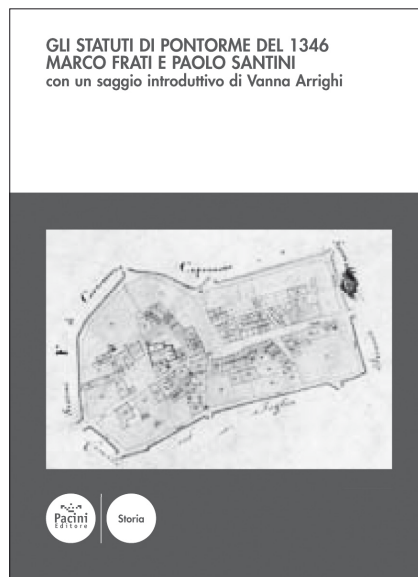 GLI STATUTI DI PONTORME DEL 1346
MARCO FRATI E PAOLO SANTINI
con un saggio introduttivo di Vanna Arrighi
Pacini
Editore
Storia